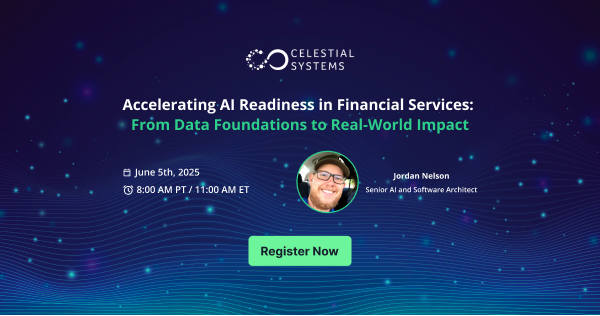 CELESTIAL
SYSTEMS
Accelerating AI Readiness in Financial Services:
From Data Foundations to Real-World Impact
June 5th, 2025
8:00 AM PT / 11:00 AM ET
Jordan Nelson
Senior AI and Software Architect
Register Now